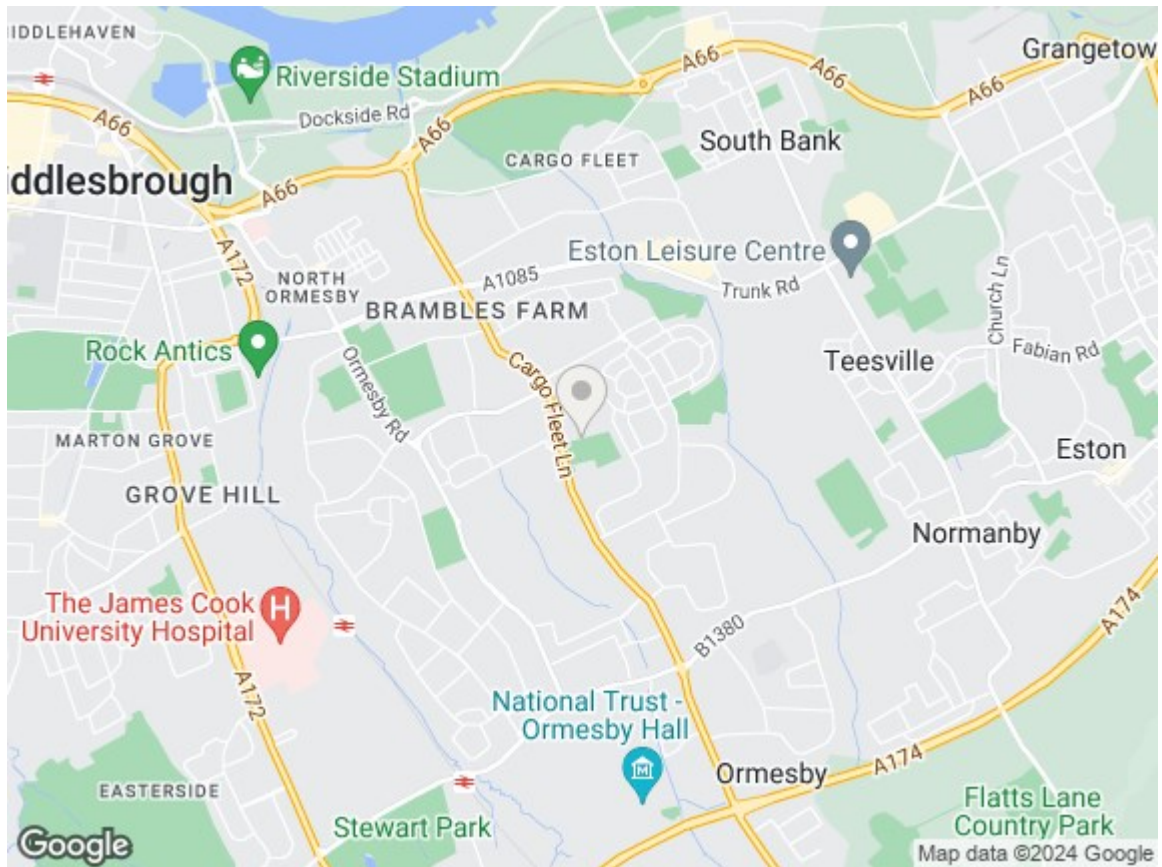 IDDLEHAVEN
Riverside Stadium
Dockside Rd
A66
A66
A66
A66
A66
Grangetow
South Bank
CARGO FLEET
iddlesbrough
A66
A172
Eston Leisure Centre
NORTH
ORMESBY
A1085
Trunk Rd
Church Ln
BRAMBLES FARM
Rock Antics
Ormesby Rd
Cargo Fleet Ln
Teesville
Fabian Rd
MARTON GROVE
Eston
GROVE HILL
Normanby
The James Cook
University Hospital
H
A174
B1380
A172
National Trust -
Ormesby Hall
Ormesby
A174
EASTERSIDE
Stewart Park
Flatts Lane
Country Park
Google
Map data ©2024 Google